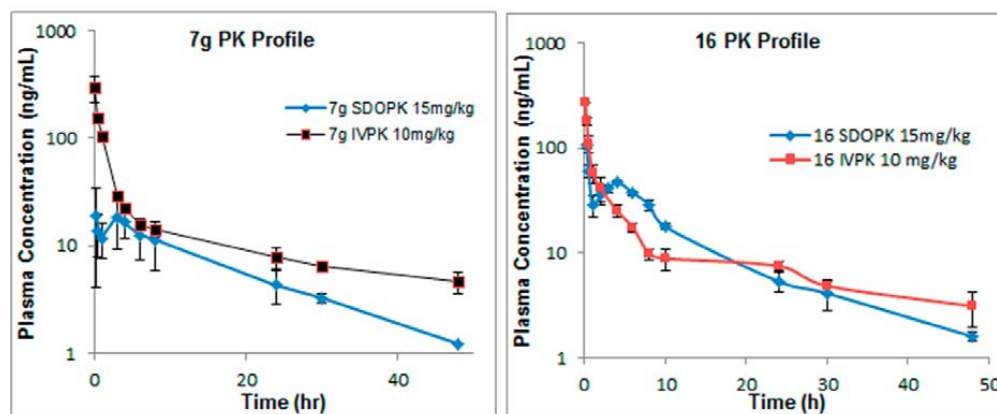 7g PK Profile
Plasma Concentration (ng/mL)
1000
100
10
1
7g SDOPK 15mg/kg
7g IVPK 10mg/kg
0
20
40
Time (hr)
16 PK Profile
Plasma Concentration (ng/mL)
1000
100
10
1
16 SDOPK 15mg/kg
16 IVPK 10 mg/kg
0
10
20
30
40
50
Time (h)